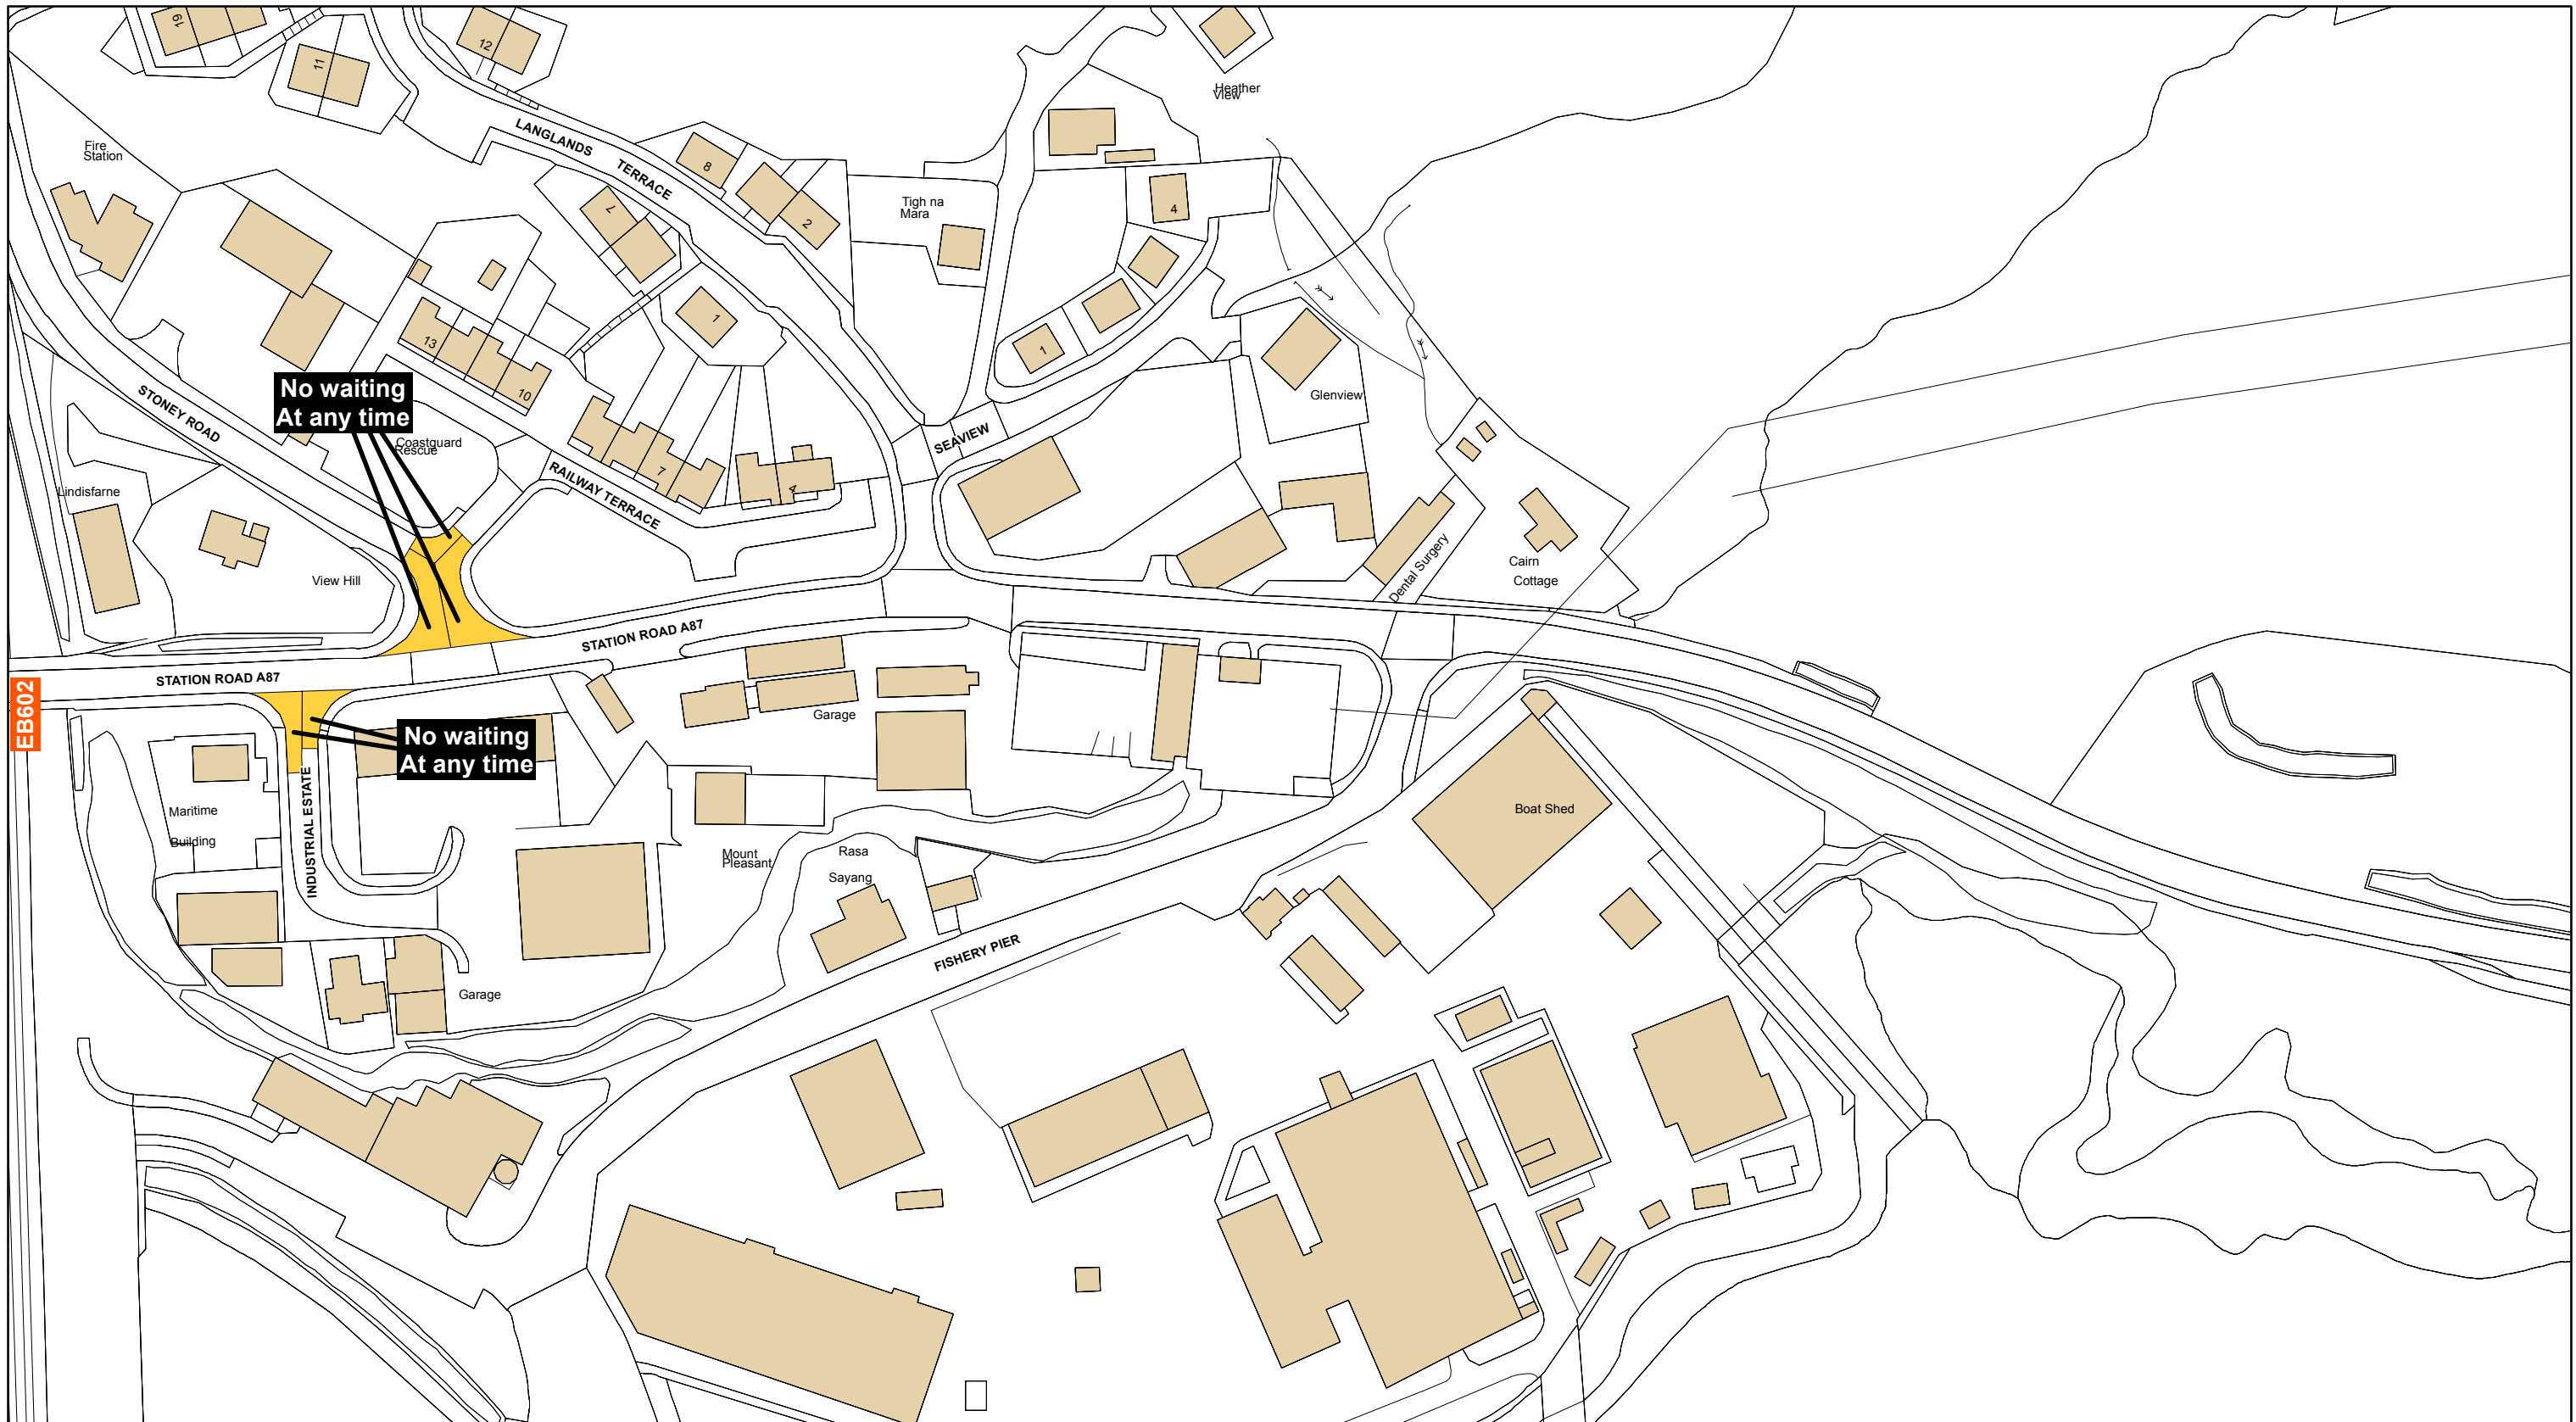 19
12
11
Heather
View
LANGLANDS TERRACE
Fire
Station
8
2
7
Tigh na
Mara
4
1
1
13
10
Glenview
No waiting
At any time
STONEY ROAD
Coastguard
Rescue
SEAVIEW
7
4
RAILWAY TERRACE
Lindisfarne
Dental Surgery
Cairn
Cottage
View Hill
STATION ROAD A87
STATION ROAD A87
EB602
Garage
No waiting
At any time
INDUSTRIAL ESTATE
Maritime
Building
Boat Shed
Mount
Pleasant
Rasa
Sayang
FISHERY PIER
Garage